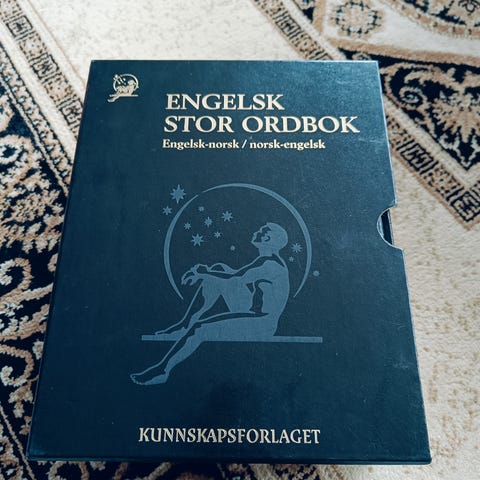 ENGELSK
STOR ORDBOK
Engelsk-norsk / norsk-engelsk
KUNNSKAPSFORLAGET